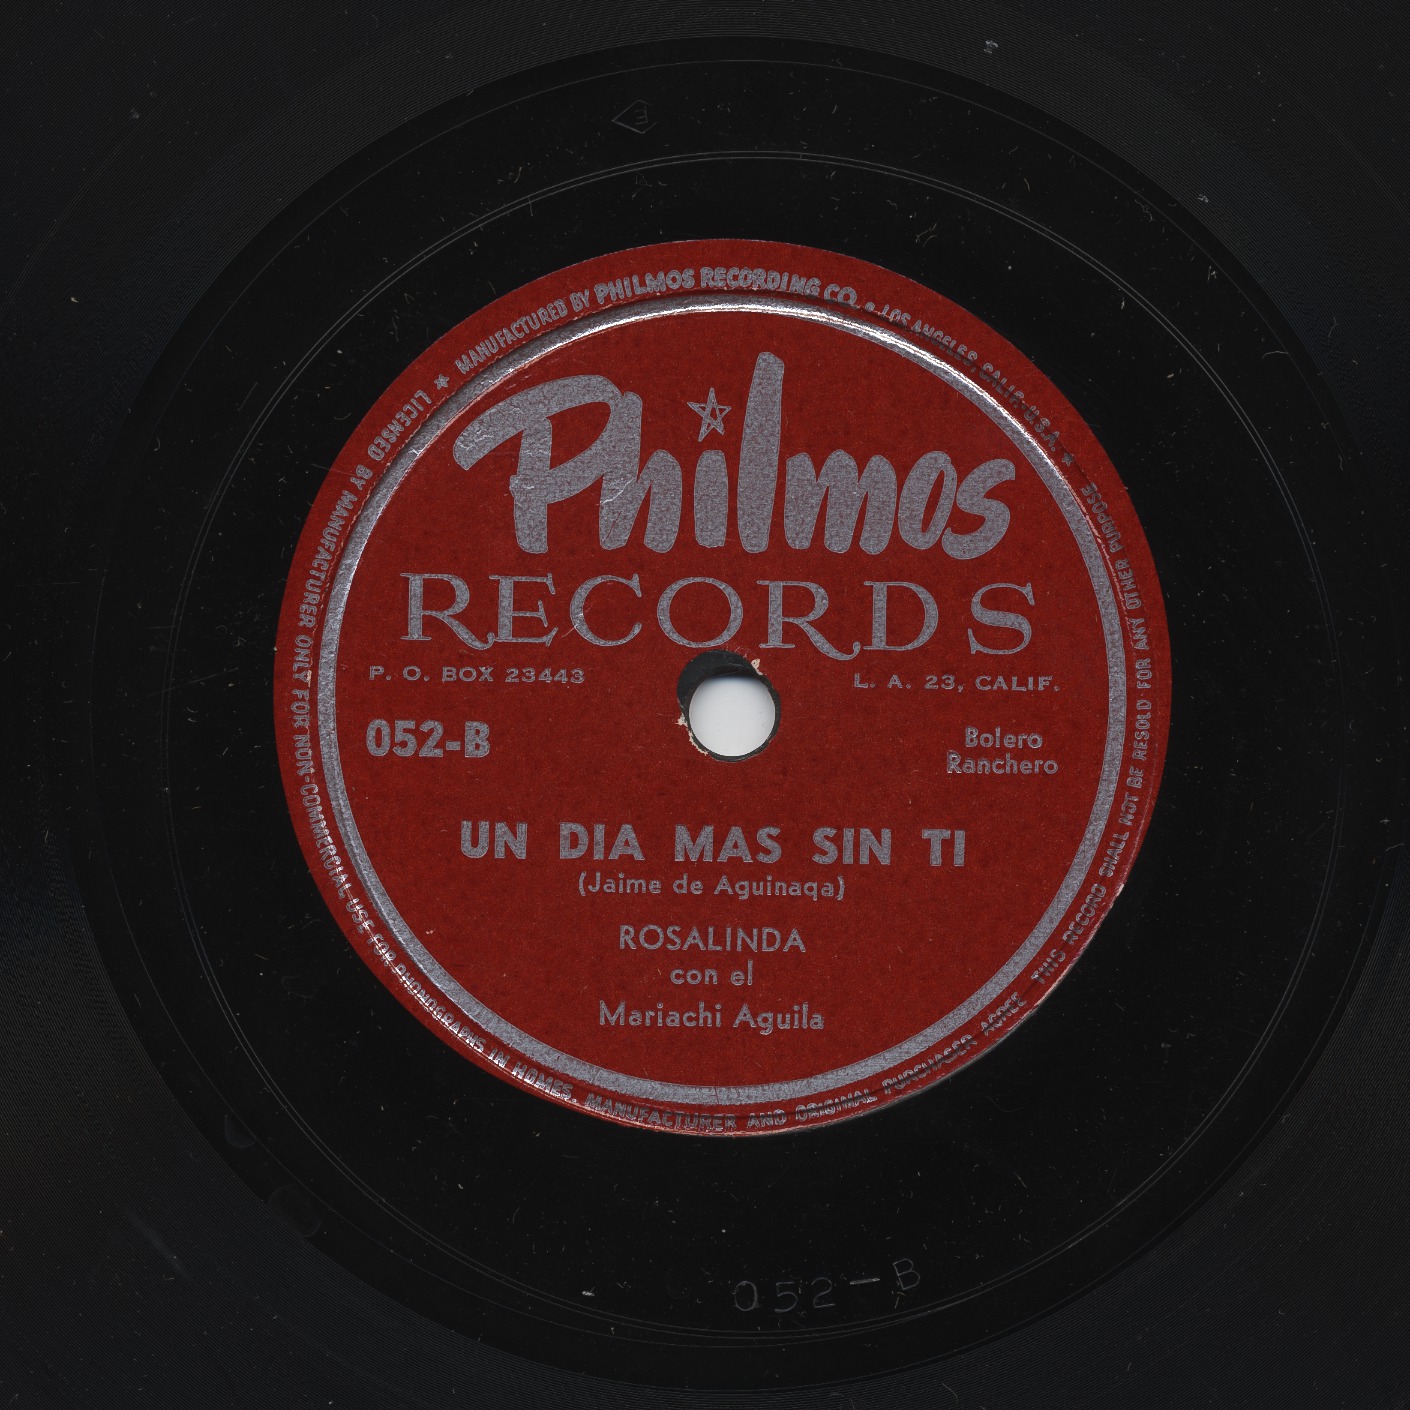 MANUFACTURED BY PHILMOS RECORDING CO. • LOS ANGELES, CALIF. U.S.A. ★
Philmos
RECORDS
P. O. BOX 23443
L. A. 23, CALIF.
052-B
Bolero
Ranchero
UN DIA MAS SIN TI
(Jaime de Aguinaqa)
ROSALINDA
con el
Mariachi Aguila
LICENSED BY MANUFACTURER ONLY FOR NON-COMMERCIAL-USE FOR PHONOGRAPHS IN HOMES. MANUFACTURER AND ORIGINAL PURCHASER AGREE THIS RECORD SHALL NOT BE RESOLD FOR ANY OTHER PURPOSE ★
052-B